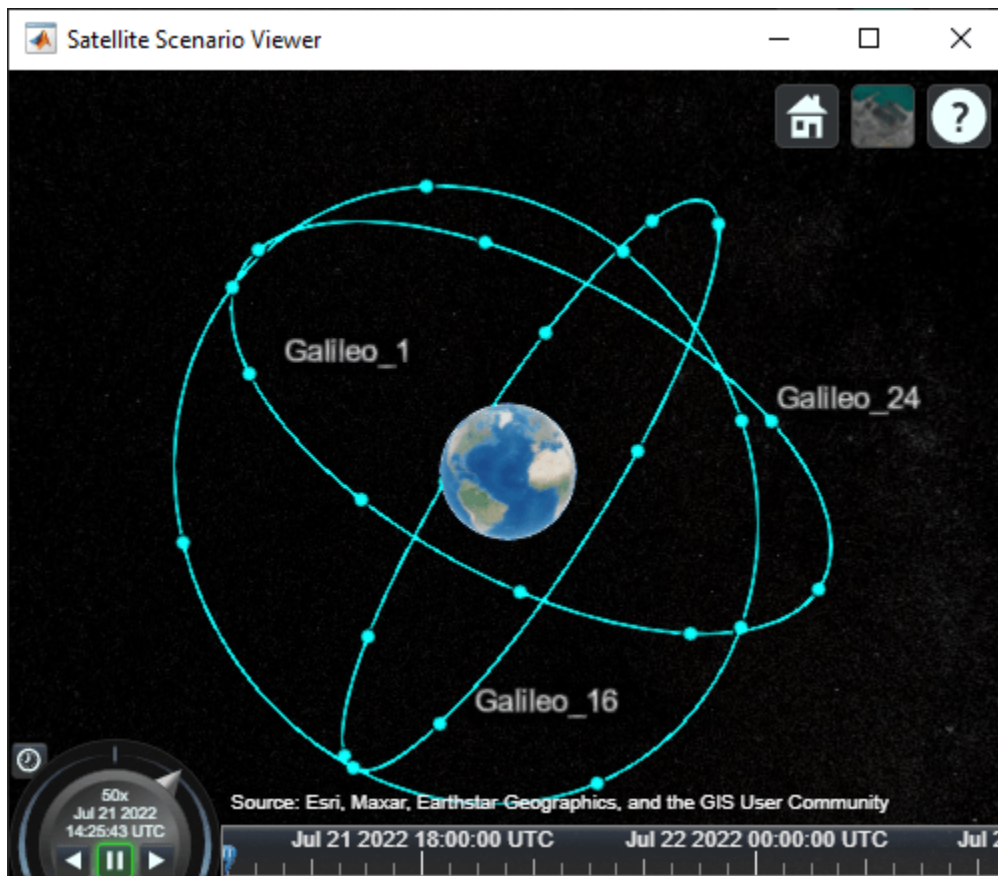 Satellite Scenario Viewer
?
Galileo_1
Galileo_24
Galileo_16
Source: Esri, Maxar, Earthstar Geographics, and the GIS User Community
50x
Jul 21 2022
14:25:43 UTC
Jul 21 2022 18:00:00 UTC
Jul 22 2022 00:00:00 UTC
Jul 2